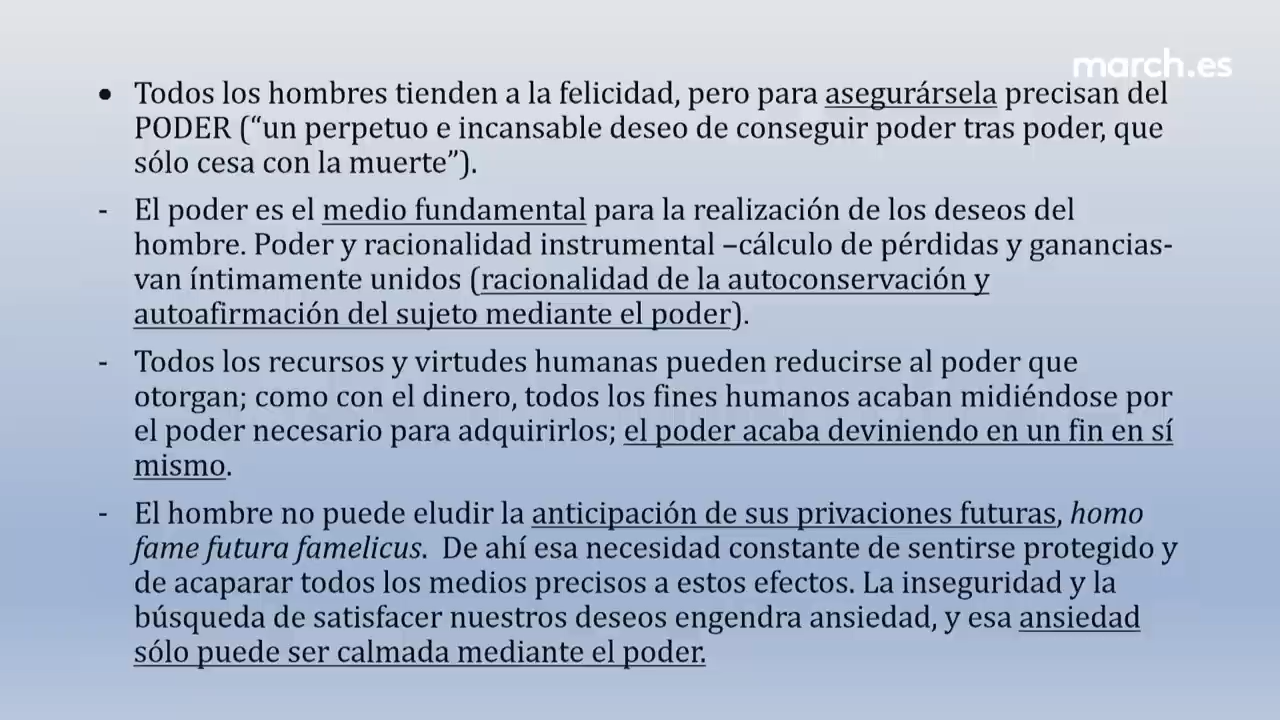 march.es
• Todos los hombres tienden a la felicidad, pero para asegurársela precisan del
PODER (“un perpetuo e incansable deseo de conseguir poder tras poder, que
sólo cesa con la muerte”).
- El poder es el medio fundamental para la realización de los deseos del
hombre. Poder y racionalidad instrumental –cálculo de pérdidas y ganancias-
van íntimamente unidos (racionalidad de la autoconservación y
autoafirmación del sujeto mediante el poder).
- Todos los recursos y virtudes humanas pueden reducirse al poder que
otorgan; como con el dinero, todos los fines humanos acaban midiéndose por
el poder necesario para adquirirlos; el poder acaba deviniendo en un fin en sí
mismo.
- El hombre no puede eludir la anticipación de sus privaciones futuras, homo
fame futura famelicus. De ahí esa necesidad constante de sentirse protegido y
de acaparar todos los medios precisos a estos efectos. La inseguridad y la
búsqueda de satisfacer nuestros deseos engendra ansiedad, y esa ansiedad
sólo puede ser calmada mediante el poder.